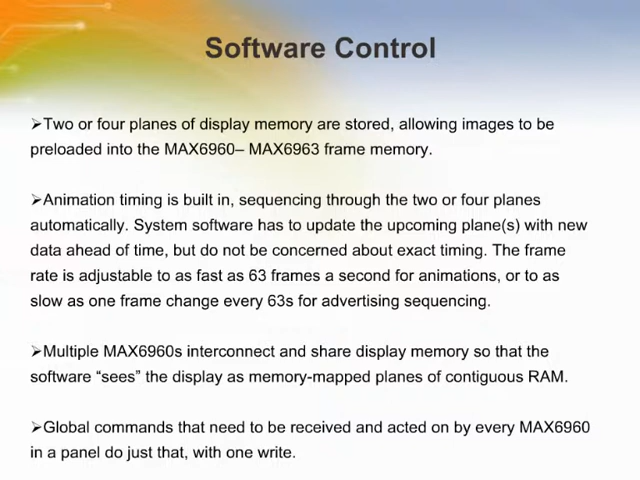 Software Control
➢Two or four planes of display memory are stored, allowing images to be
preloaded into the MAX6960– MAX6963 frame memory.
➢Animation timing is built in, sequencing through the two or four planes
automatically. System software has to update the upcoming plane(s) with new
data ahead of time, but do not be concerned about exact timing. The frame
rate is adjustable to as fast as 63 frames a second for animations, or to as
slow as one frame change every 63s for advertising sequencing.
➢Multiple MAX6960s interconnect and share display memory so that the
software “sees” the display as memory-mapped planes of contiguous RAM.
➢Global commands that need to be received and acted on by every MAX6960
in a panel do just that, with one write.